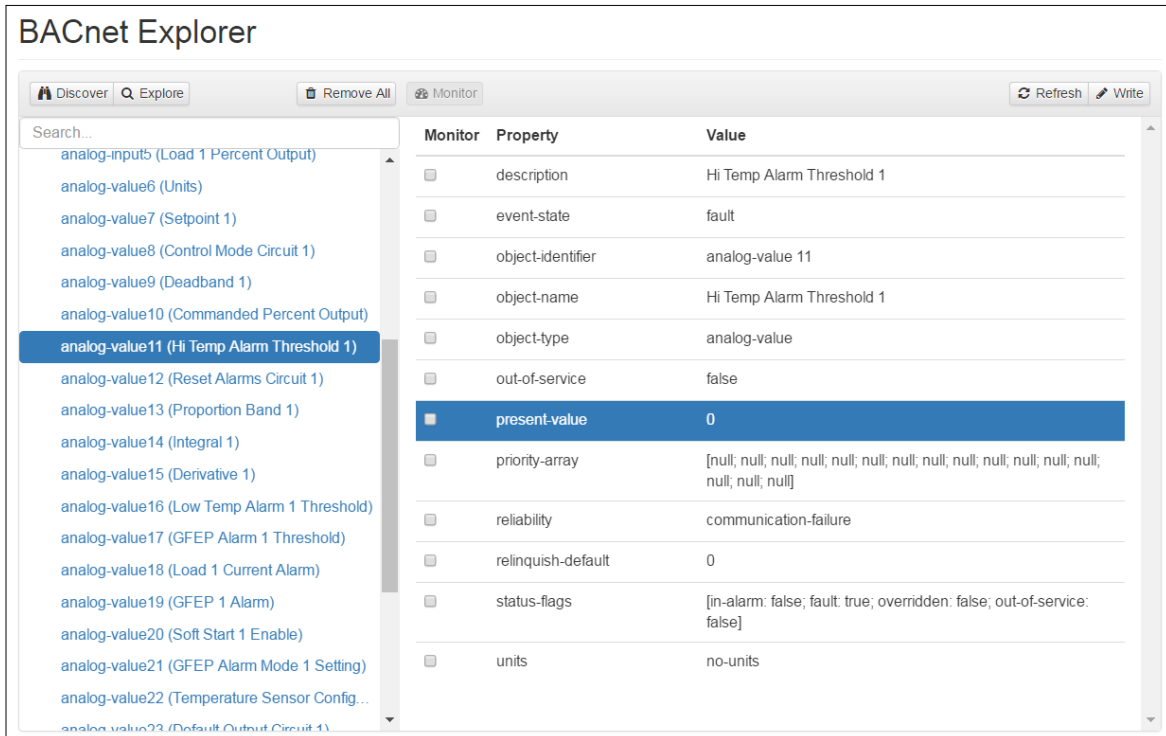 BACnet Explorer
Discover Explore Remove All Monitor Refresh Write
Search...
analog-input5 (Load 1 Percent Output)
analog-value6 (Units)
analog-value7 (Setpoint 1)
analog-value8 (Control Mode Circuit 1)
analog-value9 (Deadband 1)
analog-value10 (Commanded Percent Output)
analog-value11 (Hi Temp Alarm Threshold 1)
analog-value12 (Reset Alarms Circuit 1)
analog-value13 (Proportion Band 1)
analog-value14 (Integral 1)
analog-value15 (Derivative 1)
analog-value16 (Low Temp Alarm 1 Threshold)
analog-value17 (GFEP Alarm 1 Threshold)
analog-value18 (Load 1 Current Alarm)
analog-value19 (GFEP 1 Alarm)
analog-value20 (Soft Start 1 Enable)
analog-value21 (GFEP Alarm Mode 1 Setting)
analog-value22 (Temperature Sensor Config...
analog-value23 (Default Output Circuit 1)
Monitor Property Value
description Hi Temp Alarm Threshold 1
event-state fault
object-identifier analog-value 11
object-name Hi Temp Alarm Threshold 1
object-type analog-value
out-of-service false
present-value 0
priority-array [null; null; null; null; null; null; null; null; null; null; null; null; null;
null; null; null]
reliability communication-failure
relinquish-default 0
status-flags [in-alarm: false; fault: true; overridden: false; out-of-service:
false]
units no-units